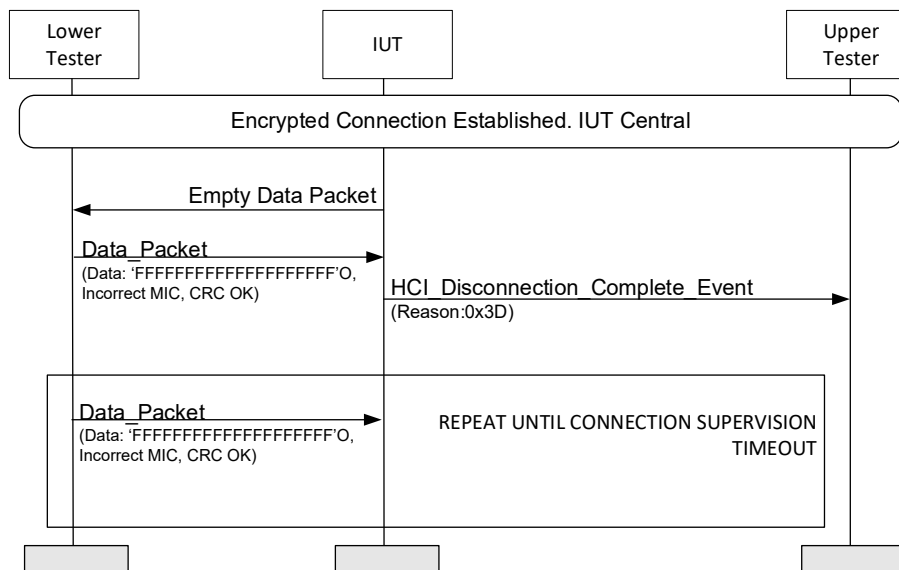 Lower
Tester
IUT
Upper
Tester
Encrypted Connection Established. IUT Central
Empty Data Packet
Data_Packet
(Data: ‘FFFFFFFFFFFFFFFFFFFF’O,
Incorrect MIC, CRC OK)
HCI_Disconnection_Complete_Event
(Reason:0x3D)
Data_Packet
(Data: ‘FFFFFFFFFFFFFFFFFFFF’O,
Incorrect MIC, CRC OK)
REPEAT UNTIL CONNECTION SUPERVISION
TIMEOUT